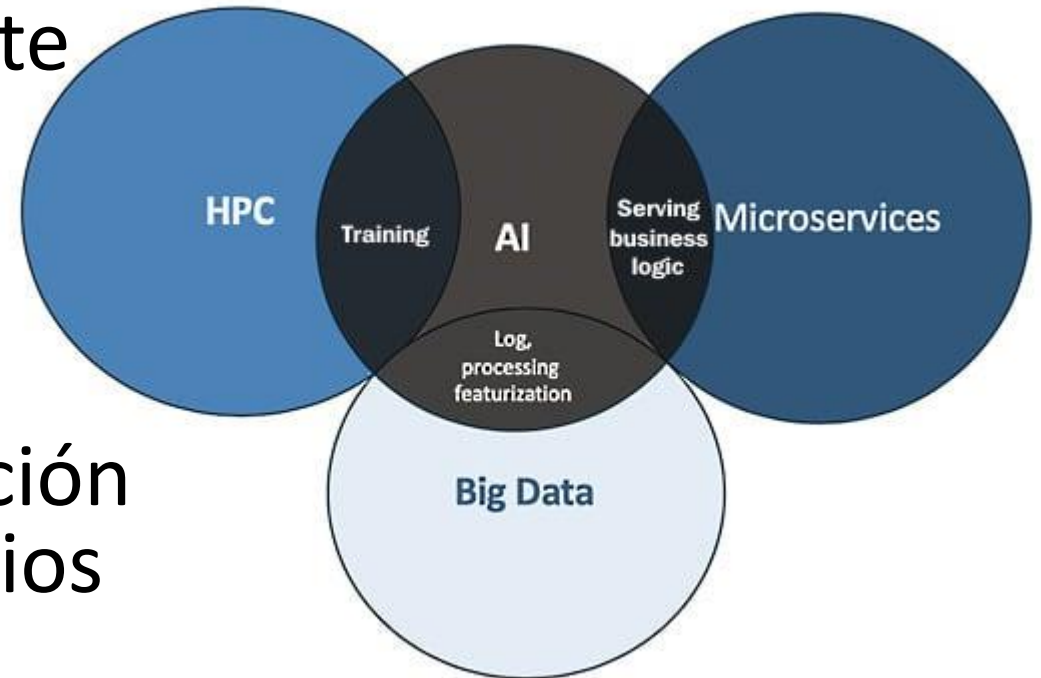 te
HPC
Training
AI
Serving
business
logic
Microservices
Log,
processing
featurization
ción
ios
Big Data